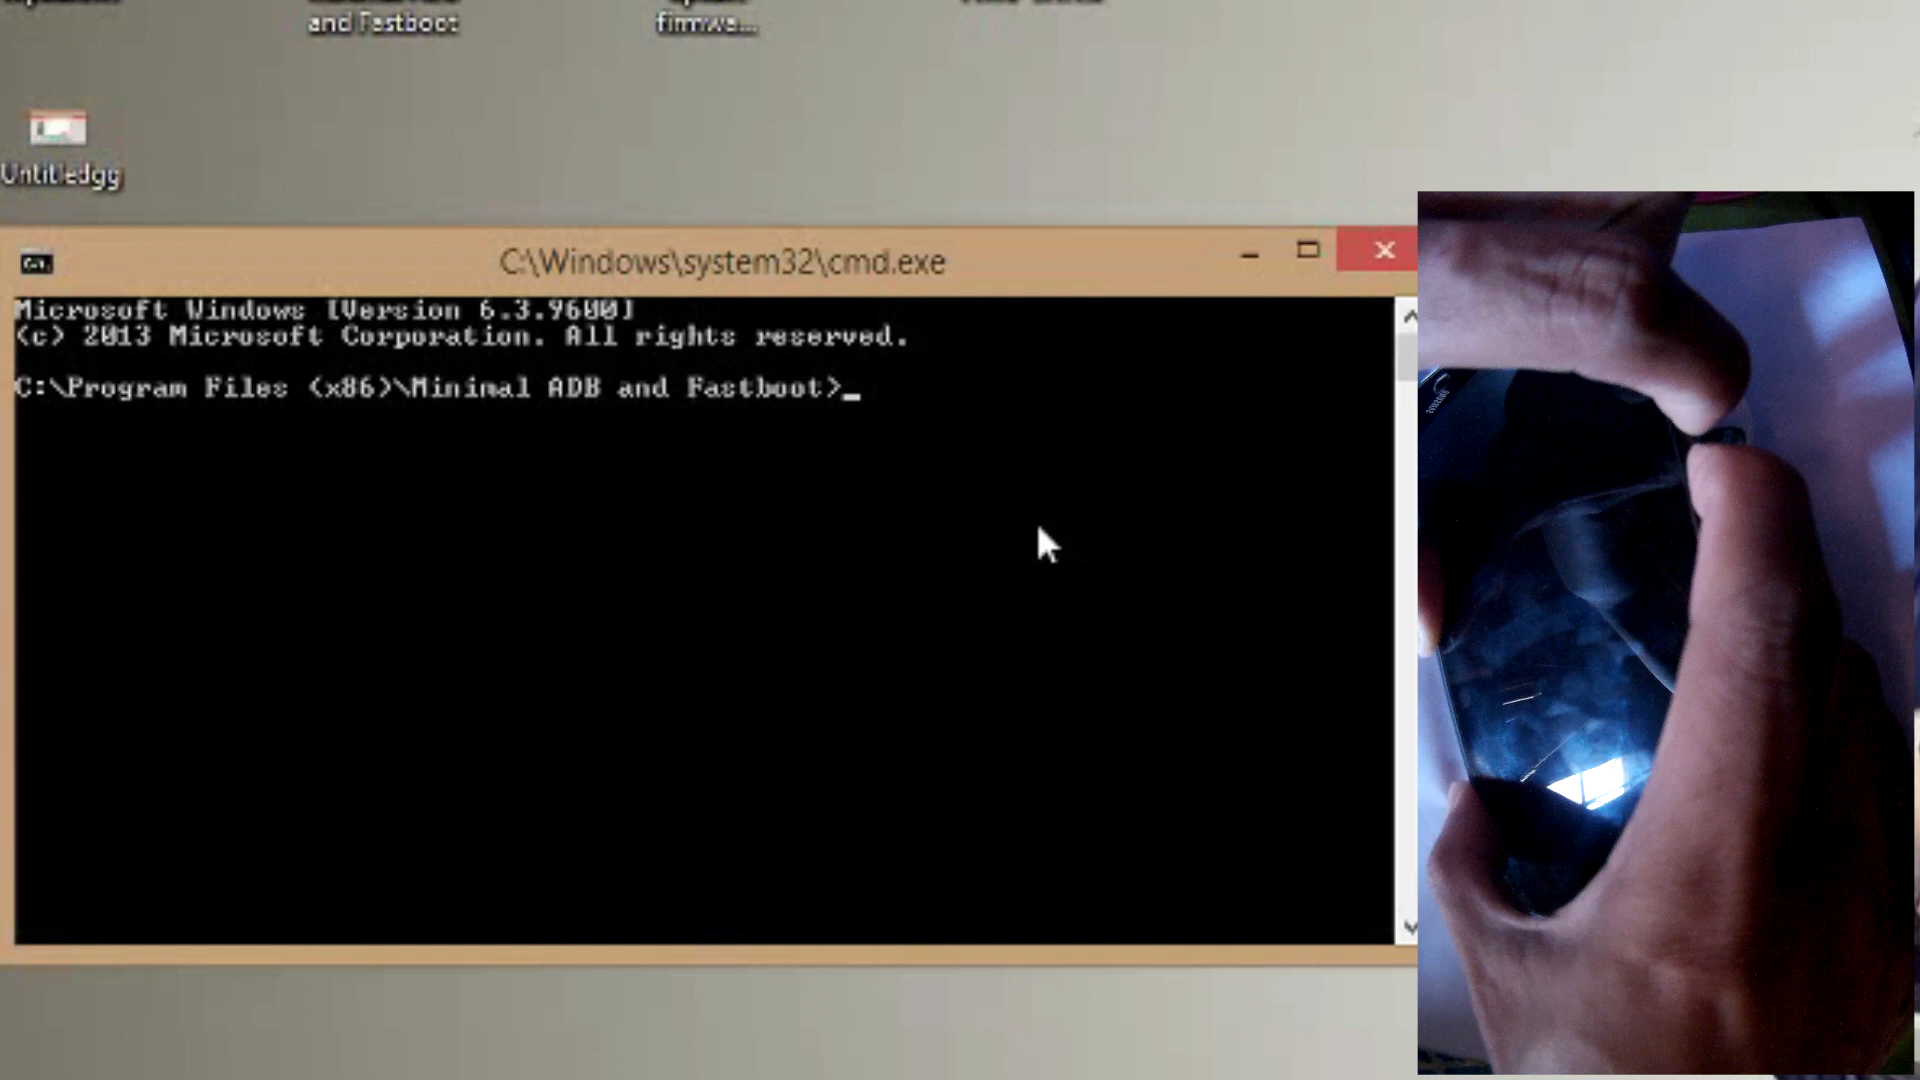 and Fastboot
firmwa...
Untitledgg
C:\Windows\system32\cmd.exe
Microsoft Windows [Version 6.3.9600]
(c) 2013 Microsoft Corporation. All rights reserved.
C:\Program Files (x86)\Minimal ADB and Fastboot>_